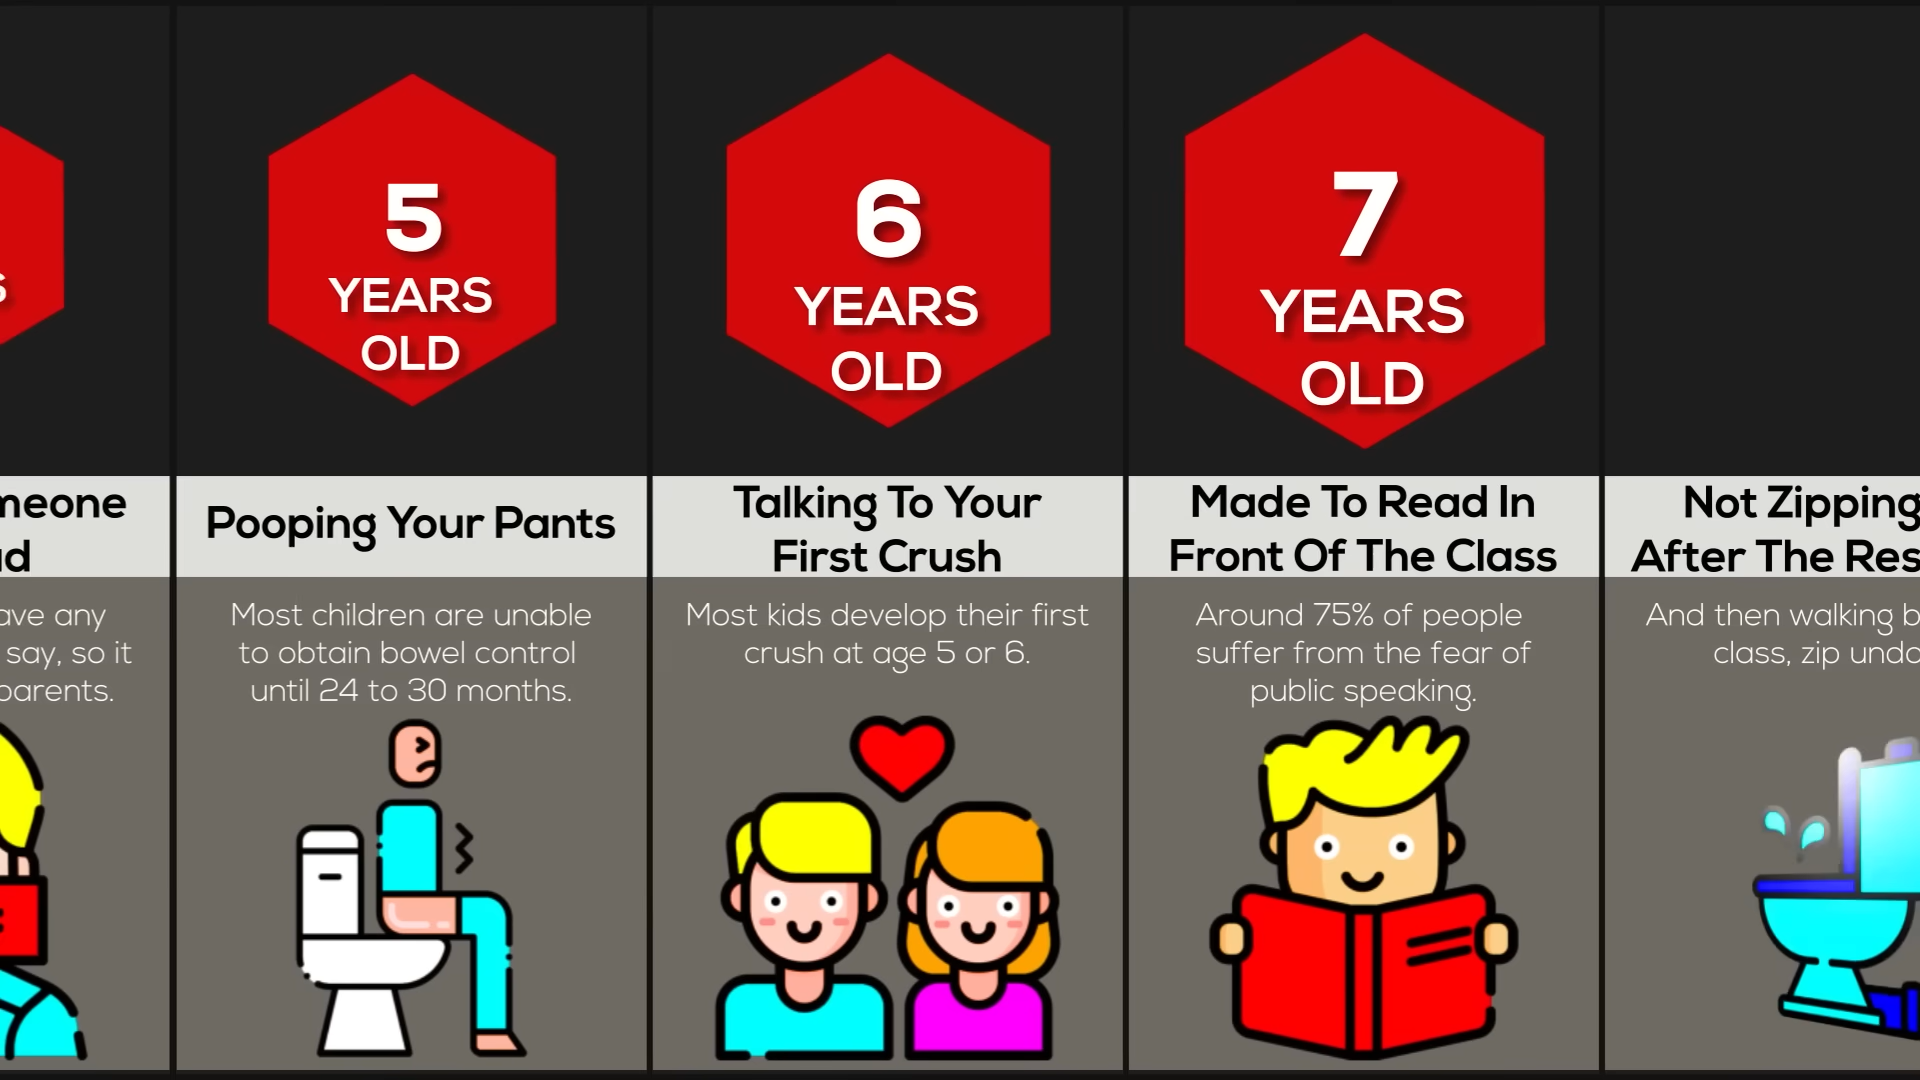 meone
ad
ave any
say, so it
parents.
5
YEARS
OLD
Pooping Your Pants
Most children are unable
to obtain bowel control
until 24 to 30 months.
6
YEARS
OLD
Talking To Your
First Crush
Most kids develop their first
crush at age 5 or 6.
7
YEARS
OLD
Made To Read In
Front Of The Class
Around 75% of people
suffer from the fear of
public speaking.
Not Zipping
After The Res
And then walking b
class, zip undo